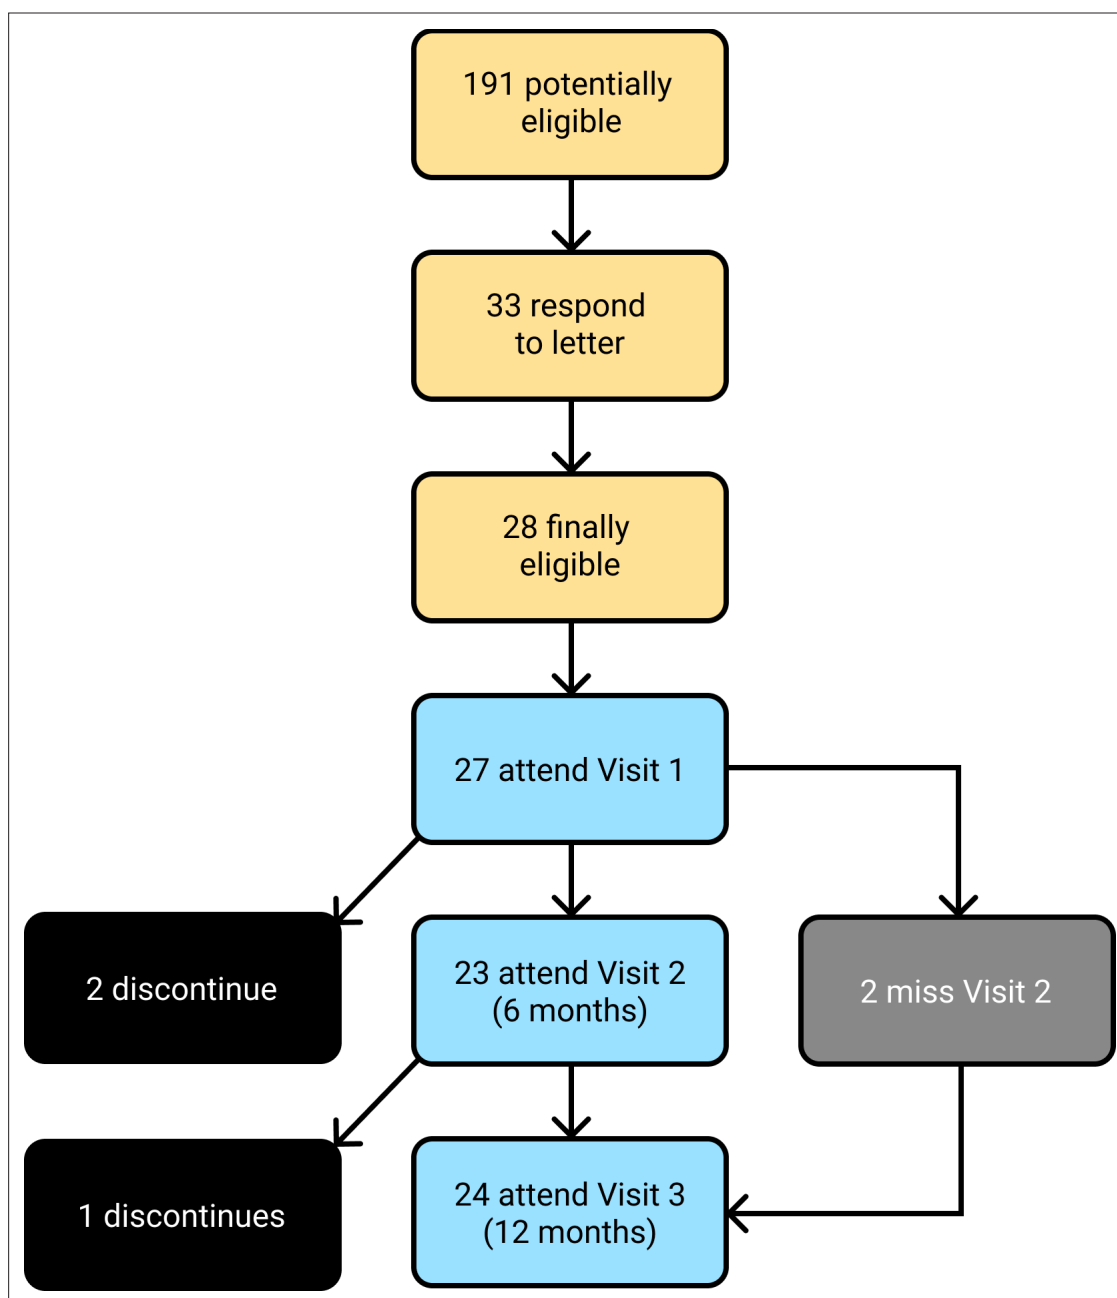 191 potentially
eligible
33 respond
to letter
28 finally
eligible
27 attend Visit 1
2 discontinue
23 attend Visit 2
(6 months)
2 miss Visit 2
1 discontinues
24 attend Visit 3
(12 months)